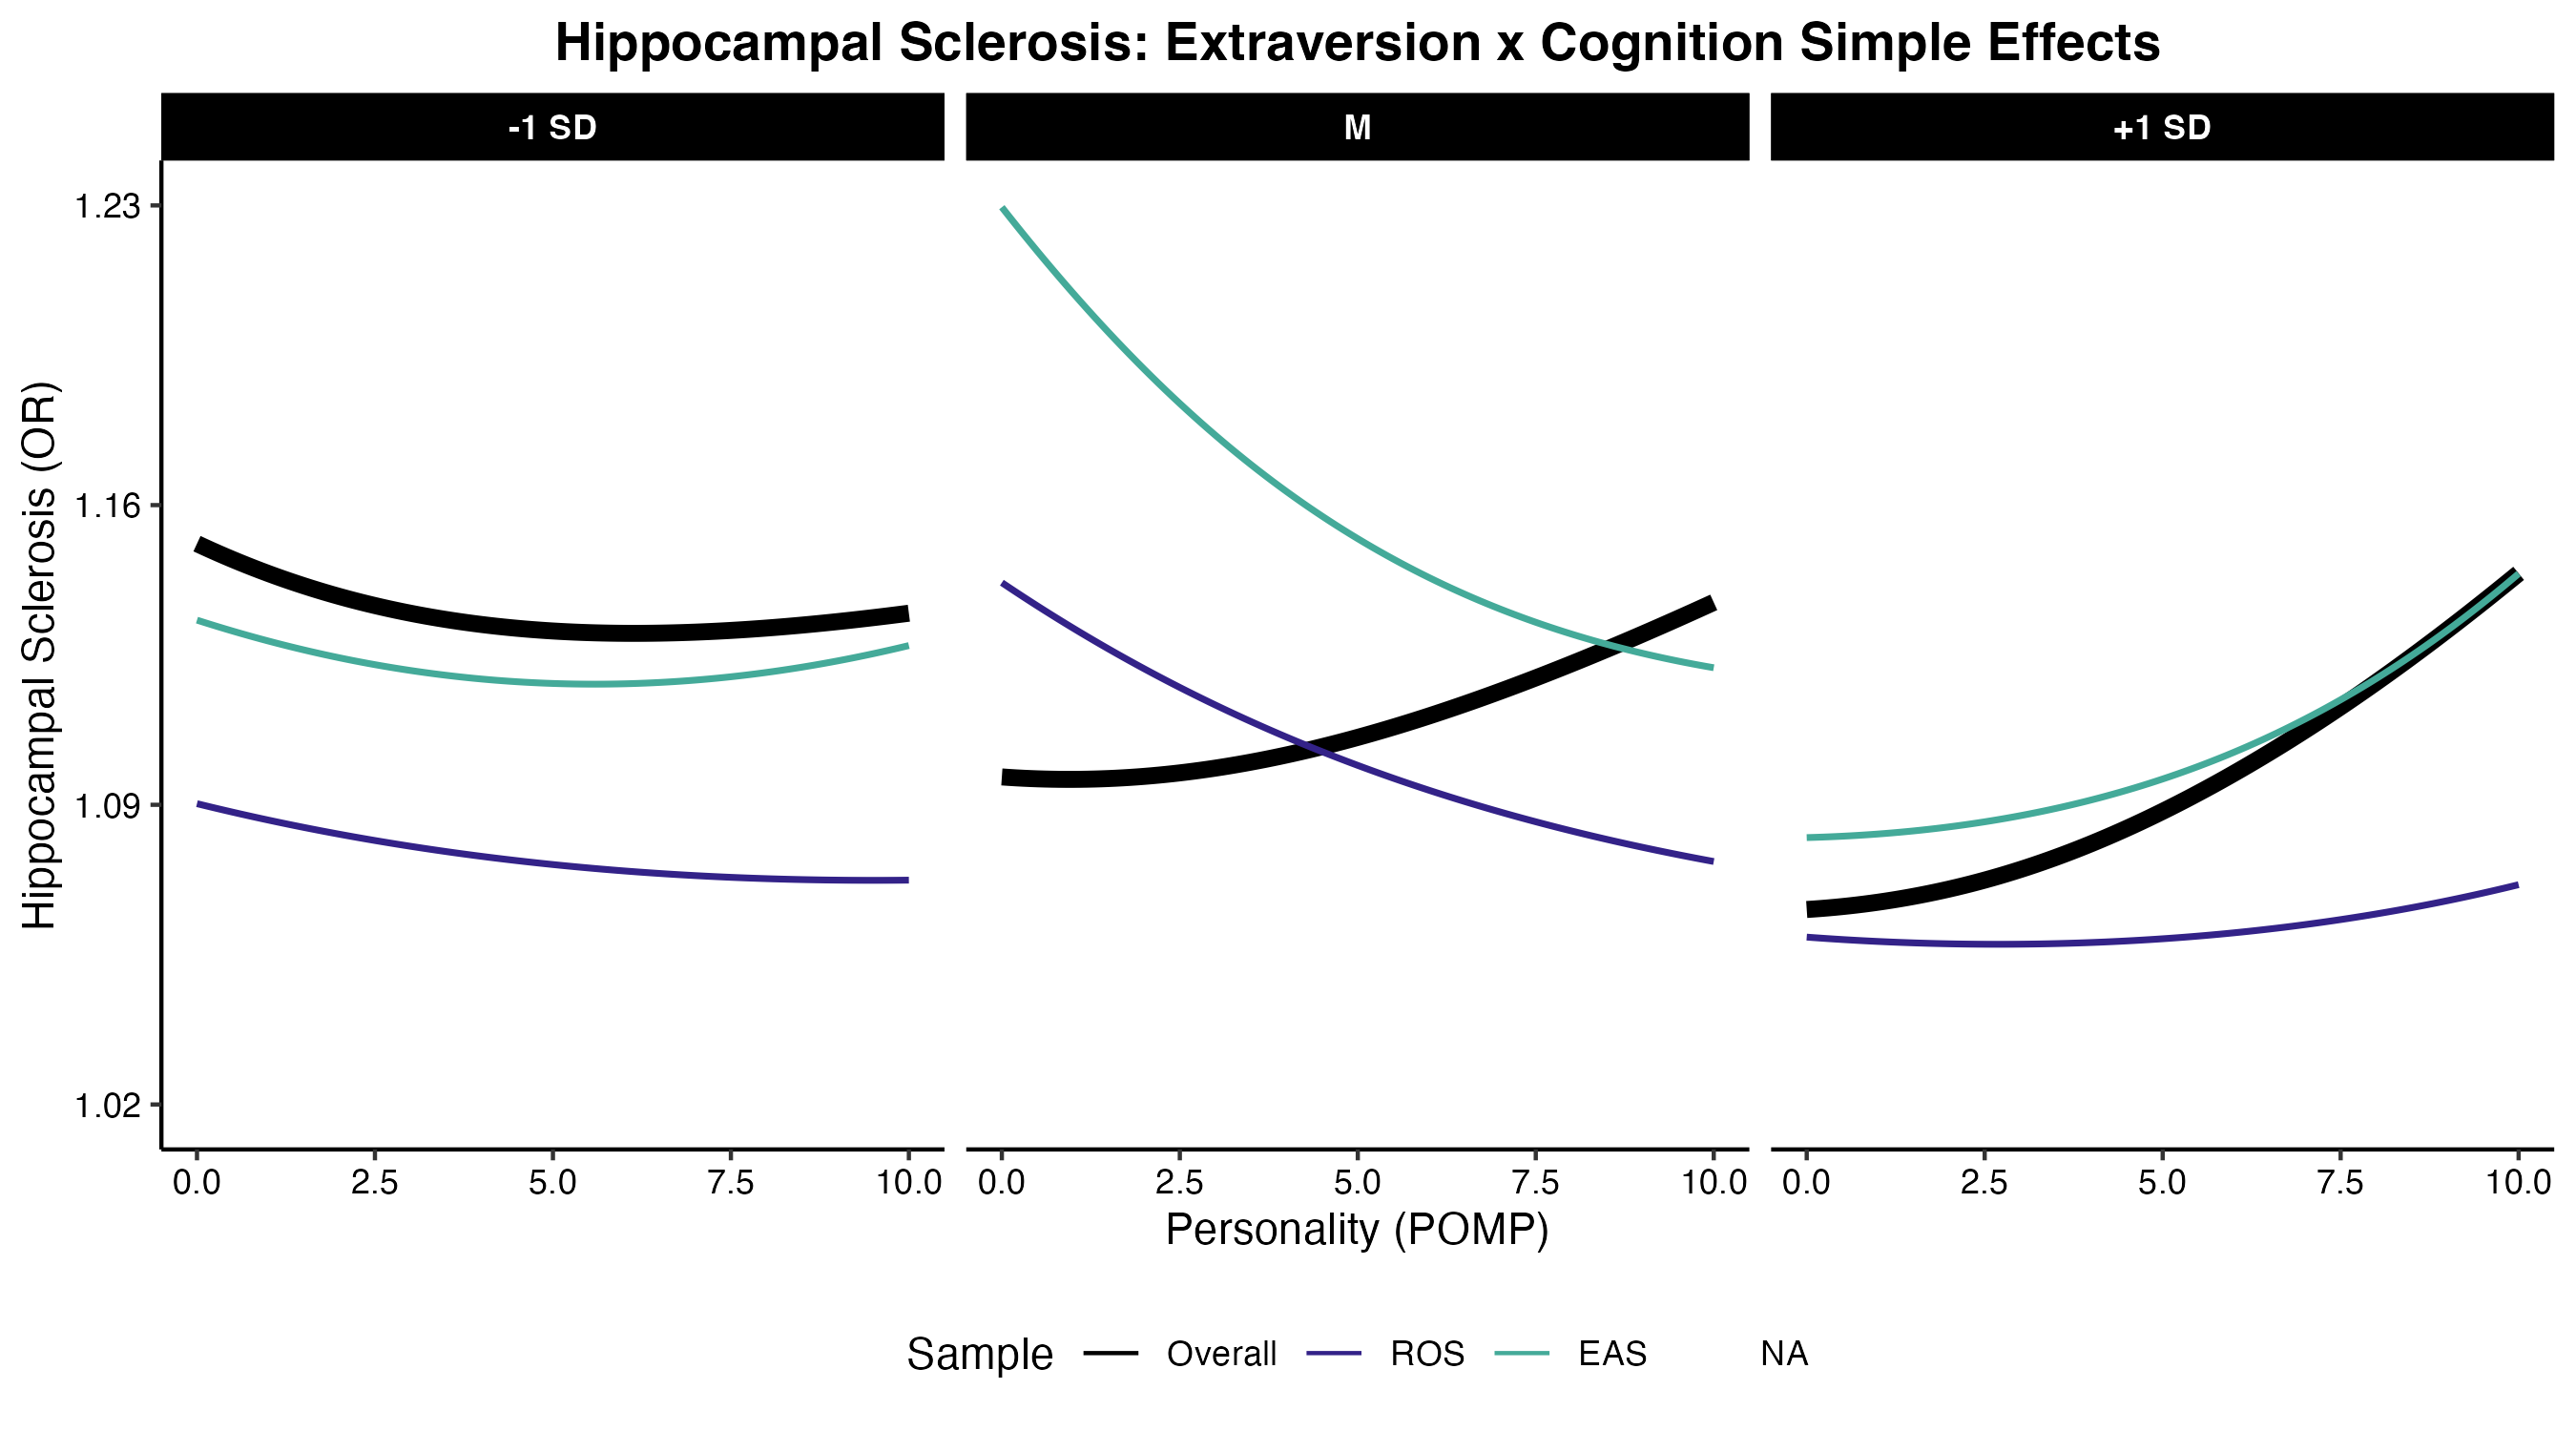 Hippocampal Sclerosis: Extraversion x Cognition Simple Effects
-1 SD
M
+1 SD
Hippocampal Sclerosis (OR)
1.23
1.16
1.09
1.02
0.0 2.5 5.0 7.5 10.0
0.0 2.5 5.0 7.5 10.0
0.0 2.5 5.0 7.5 10.0
Personality (POMP)
Sample Overall ROS EAS NA